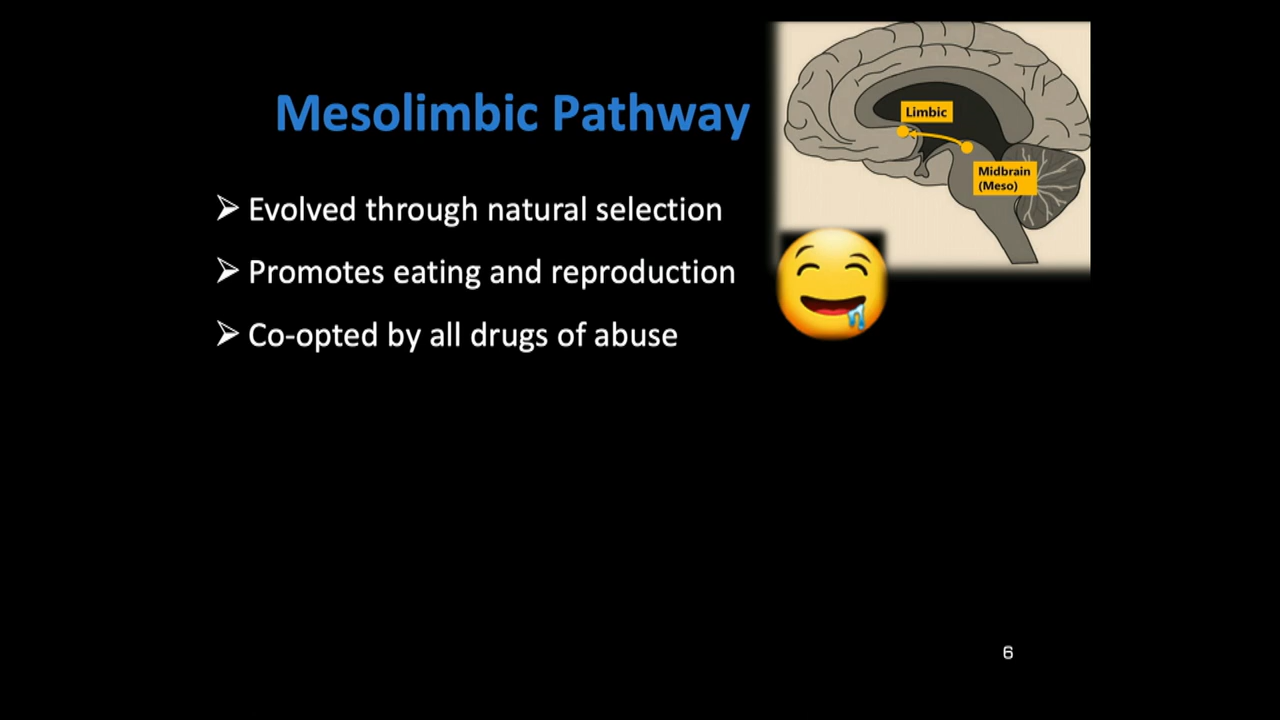 Mesolimbic Pathway
Limbic
Midbrain
(Meso)
➢ Evolved through natural selection
➢ Promotes eating and reproduction
➢ Co-opted by all drugs of abuse
6